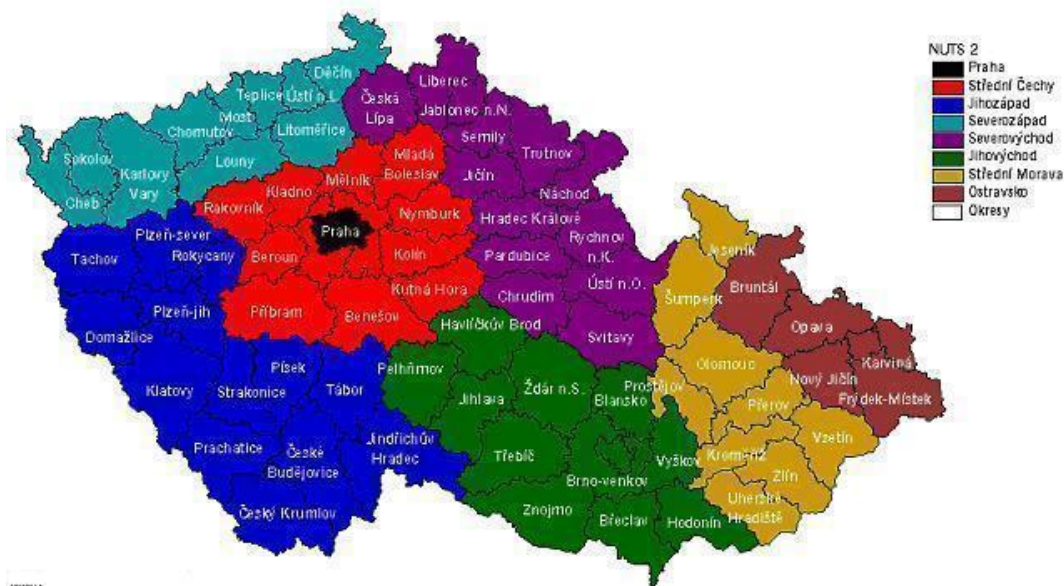 NUTS 2
Praha
Střední Čechy
Jihozápad
Severozápad
Severovýchod
Jihovýchod
Střední Morava
Ostravsko
Okresy
Děčín
Teplice
Ústí n.L.
Most
Chomutov
Litoměřice
Louny
Sokolov
Karlovy
Vary
Cheb
Česká
Lípa
Liberec
Jablonec n.N.
Semily
Trutnov
Jičín
Náchod
Hradec Králové
Rychnov
n.K.
Pardubice
Ústí n.O.
Chrudim
Svitavy
Mladá
Boleslav
Mělník
Kladno
Rakovník
Nymburk
Praha
Beroun
Kolín
Kutná Hora
Příbram
Benešov
Plzeň-sever
Tachov
Rokycany
Plzeň-jih
Domažlice
Klatovy
Písek
Strakonice
Tábor
Prachatice
České
Budějovice
Jindřichův
Hradec
Český Krumlov
Havlíčkův Brod
Pelhřimov
Jihlava
Žďár n.S.
Blansko
Třebíč
Brno-venkov
Vyškov
Znojmo
Břeclav
Hodonín
Jeseník
Šumperk
Olomouc
Prostějov
Přerov
Kroměříž
Vsetín
Zlín
Uherské
Hradiště
Bruntál
Opava
Karviná
Nový Jičín
Frýdek-Místek